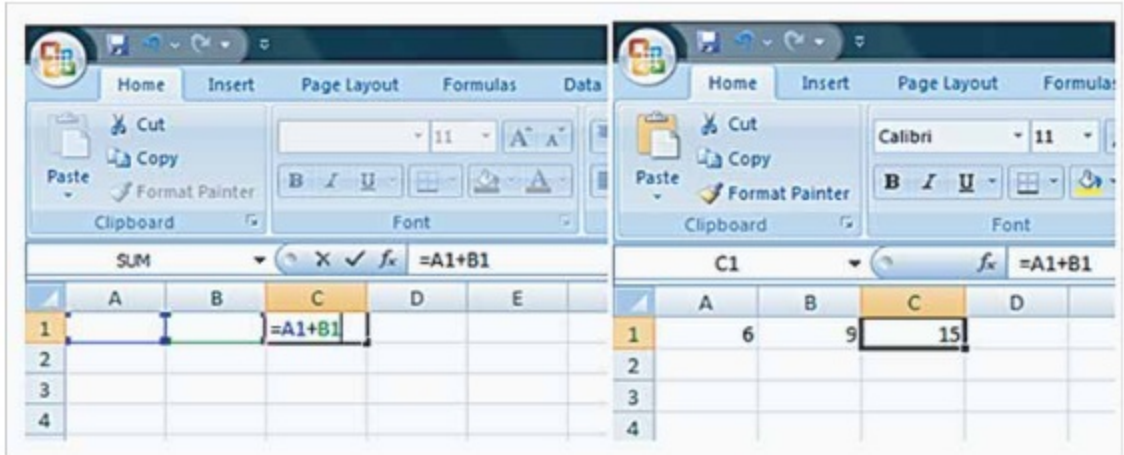 Home Insert Page Layout Formulas Data
Cut
Copy
Format Painter
Paste
11 A A
B I U A
Clipboard Font
SUM fx =A1+B1
A B C D E
1 =A1+B1
2
3
4
Home Insert Page Layout Formulas
Cut
Copy
Format Painter
Paste
Calibri 11
B I U
Clipboard Font
C1 fx =A1+B1
A B C D
1 6 9 15
2
3
4